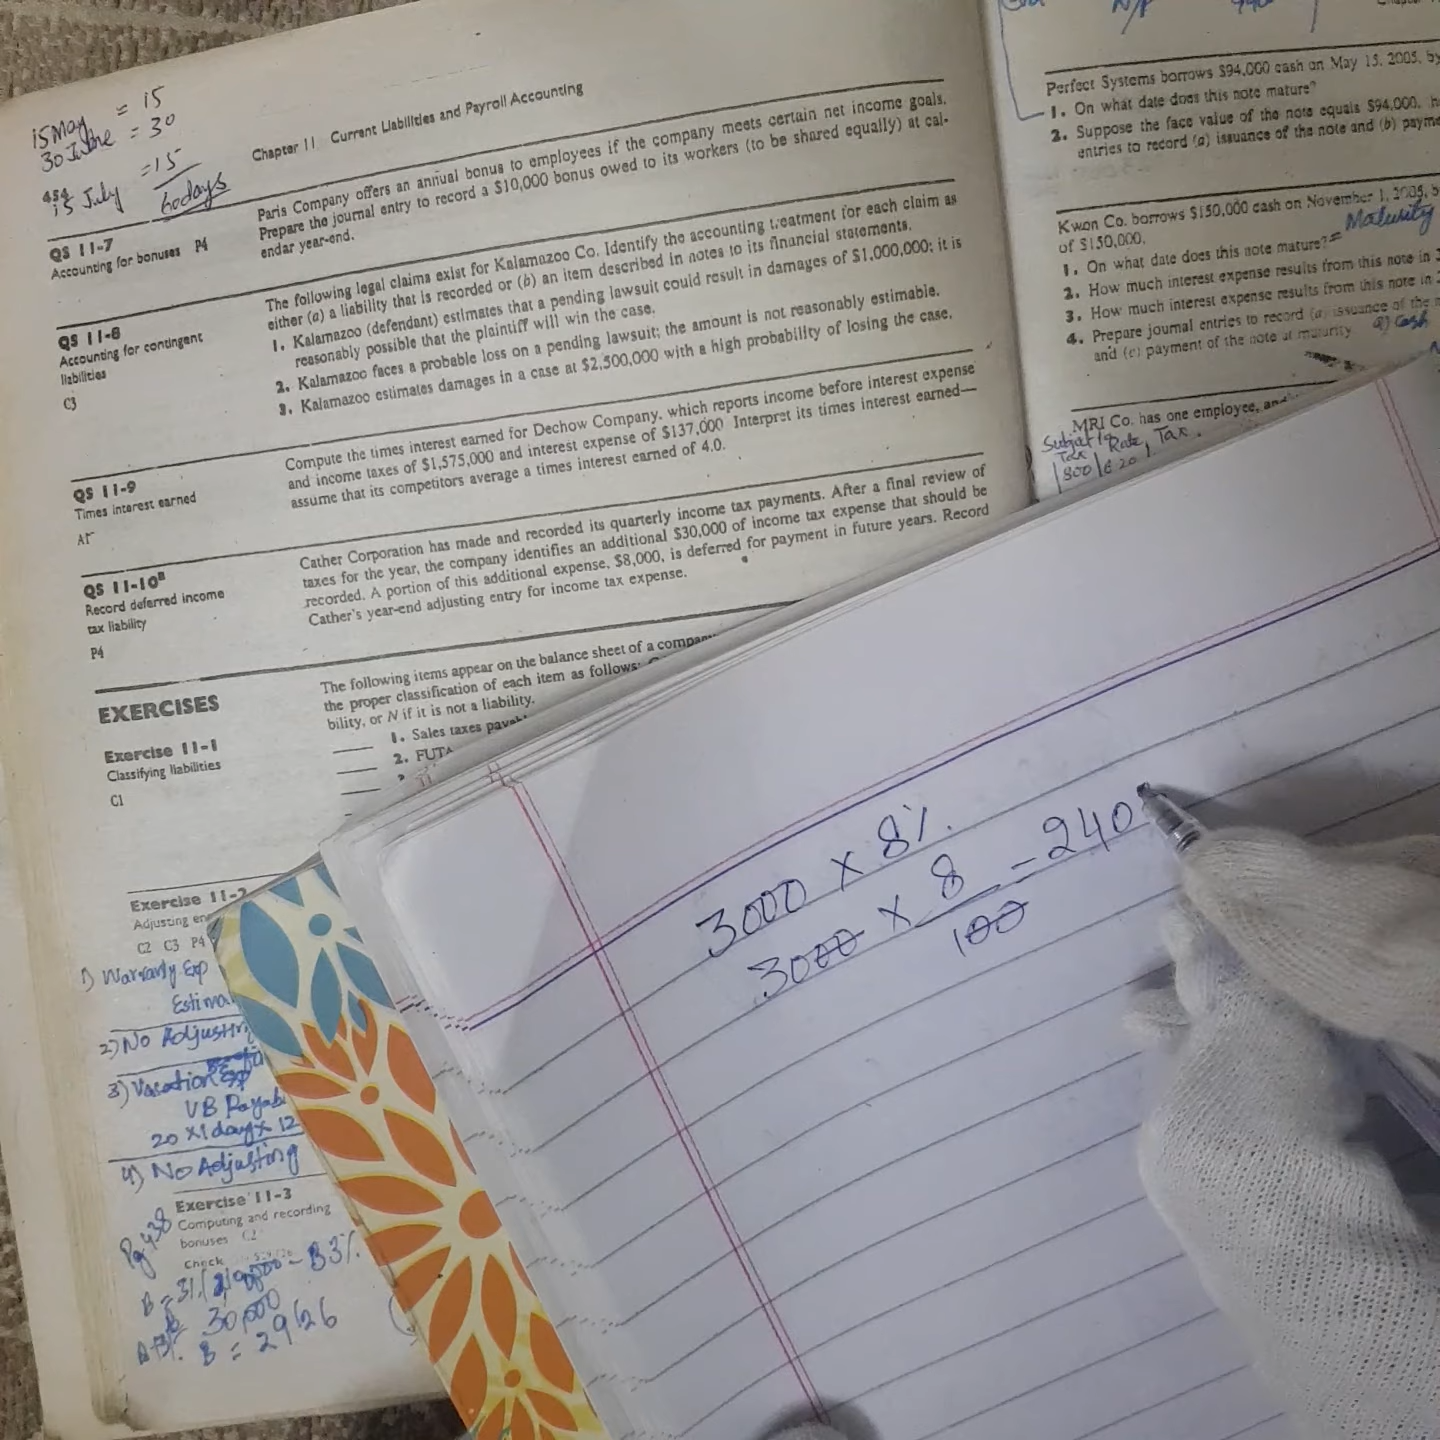 15 May = 15
30 June = 30
15 July = 15
60 days
454
Chapter 11 Current Liabilities and Payroll Accounting
QS 11-7
Accounting for bonuses P4
Paris Company offers an annual bonus to employees if the company meets certain net income goals.
Prepare the journal entry to record a $10,000 bonus owed to its workers (to be shared equally) at cal-
endar year-end.
QS 11-8
Accounting for contingent
liabilities
C3
The following legal claims exist for Kalamazoo Co. Identify the accounting treatment for each claim as
either (a) a liability that is recorded or (b) an item described in notes to its financial statements.
1. Kalamazoo (defendant) estimates that a pending lawsuit could result in damages of $1,000,000; it is
reasonably possible that the plaintiff will win the case.
2. Kalamazoo faces a probable loss on a pending lawsuit; the amount is not reasonably estimable.
3. Kalamazoo estimates damages in a case at $2,500,000 with a high probability of losing the case.
QS 11-9
Times interest earned
Compute the times interest earned for Dechow Company, which reports income before interest expense
and income taxes of $1,575,000 and interest expense of $137,000 Interpret its times interest earned—
assume that its competitors average a times interest earned of 4.0.
QS 11-10B
Record deferred income
tax liability
P4
Cather Corporation has made and recorded its quarterly income tax payments. After a final review of
taxes for the year, the company identifies an additional $30,000 of income tax expense that should be
recorded. A portion of this additional expense, $8,000, is deferred for payment in future years. Record
Cather's year-end adjusting entry for income tax expense.
EXERCISES
Exercise 11-1
Classifying liabilities
C1
The following items appear on the balance sheet of a
the proper classification of each item as follows:
bility, or N if it is not a liability.
1. Sales taxes
2. FUTA
Exercise 11-2
Adjusting
C2 C3 P4
1) Warranty Exp
2) No Adjusting
3) Vacation Exp
VB
20 × 1 day × 12
4) No Adjusting
Exercise 11-3
Computing and recording
bonuses C2
Check
Pg 438
30,000
B = 29126
Perfect Systems borrows $94,000 cash on May 15, 2005, by
1. On what date does this note mature?
2. Suppose the face value of the note equals $94,000,
entries to record (a) issuance of the note and (b)
Kwon Co. borrows $150,000 cash on November 1, 2005,
of $150,000.
1. On what date does this note mature? = Maturity
2. How much interest expense results from this note in
3. How much interest expense results from this note in
4. Prepare journal entries to record (a) issuance of the
and (c) payment of the note at maturity. a) Cash
MRI Co. has one employee, and
Rate Tax
800
3000 × 8%
3000 × 8 = 240
100